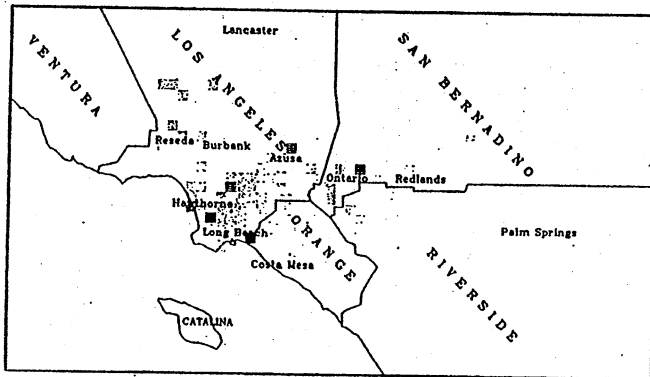 Lancaster
VENTURA
LOS ANGELES
SAN BERNADINO
Reseda
Burbank
Azusa
Ontario
Redlands
Hawthorne
Long Beach
ORANGE
Palm Springs
Costa Mesa
RIVERSIDE
CATALINA